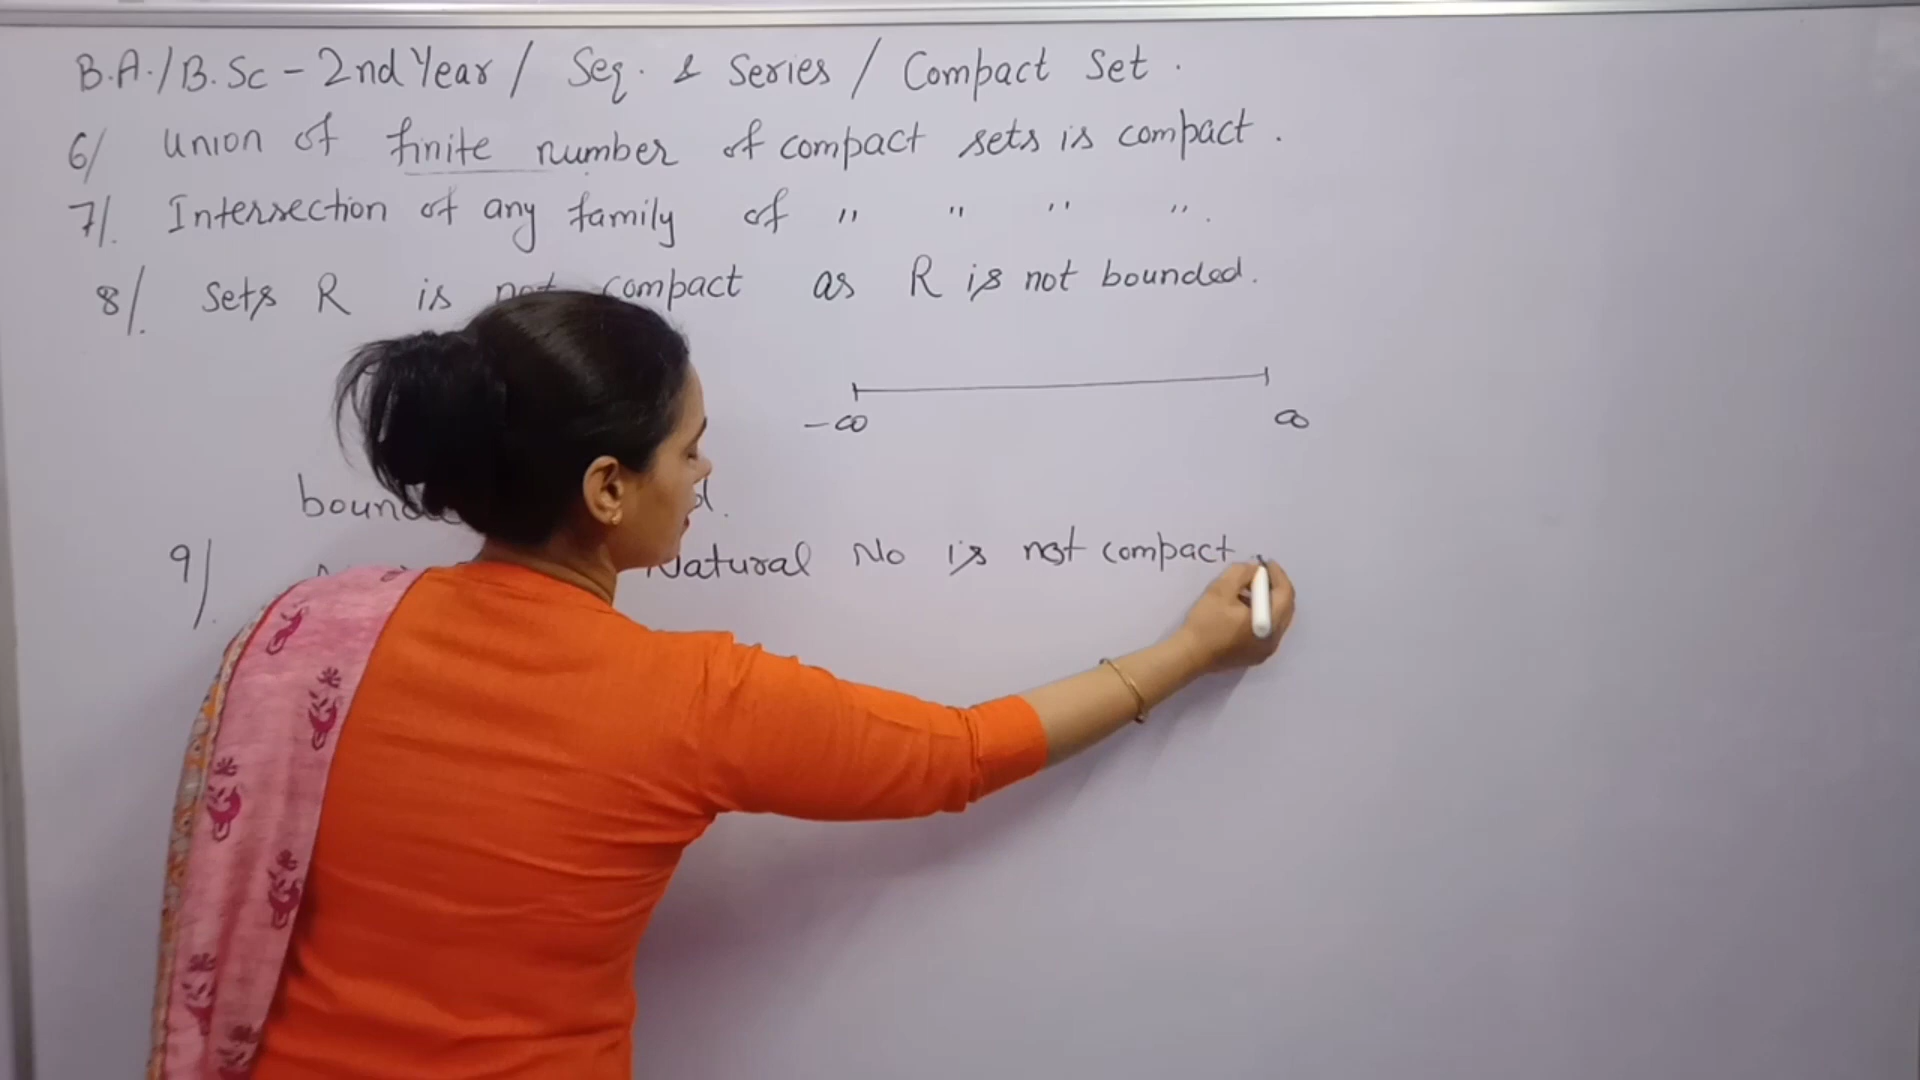 B.A./B.Sc - 2nd Year / Seq. & Series / Compact Set.
6/ Union of finite number of compact sets is compact.
7/. Intersection of any family of " " " ".
8/. Sets R is not compact as R is not bounded.
-∞ ∞
9/. Natural No is not compact